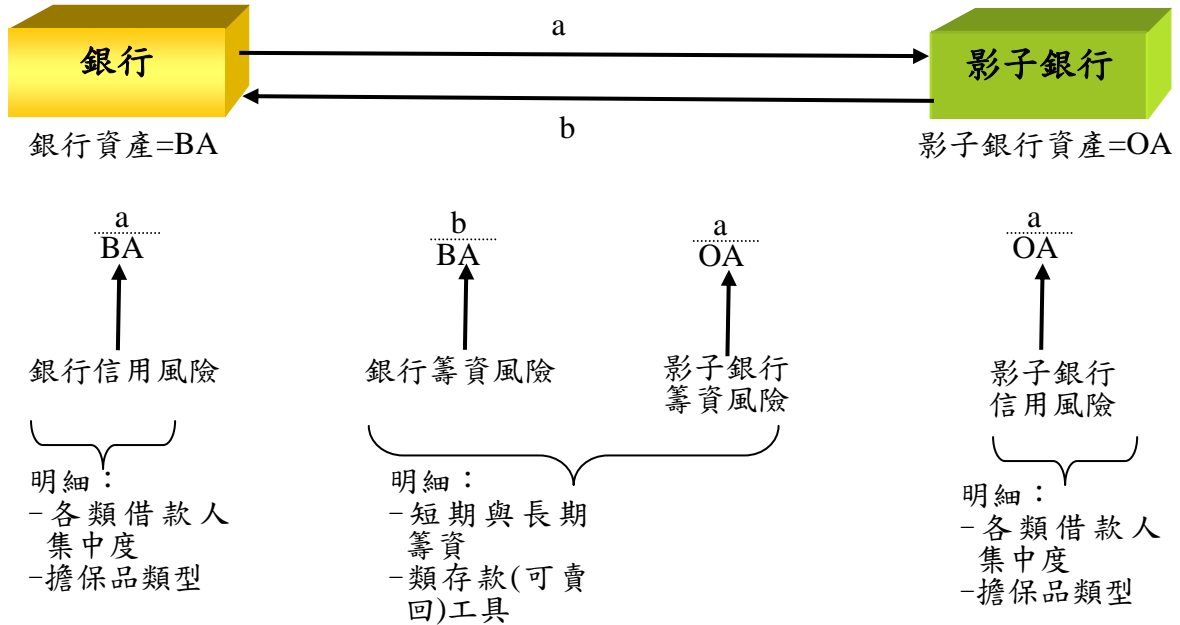 a
銀行
影子銀行
b
銀行資產=BA
影子銀行資產=OA
a
BA
b
BA
a
OA
a
OA
銀行信用風險
銀行籌資風險
影子銀行
籌資風險
影子銀行
信用風險
明細：
-各類借款人
集中度
-擔保品類型
明細：
-短期與長期
籌資
-類存款(可賣
回)工具
明細：
-各類借款人
集中度
-擔保品類型